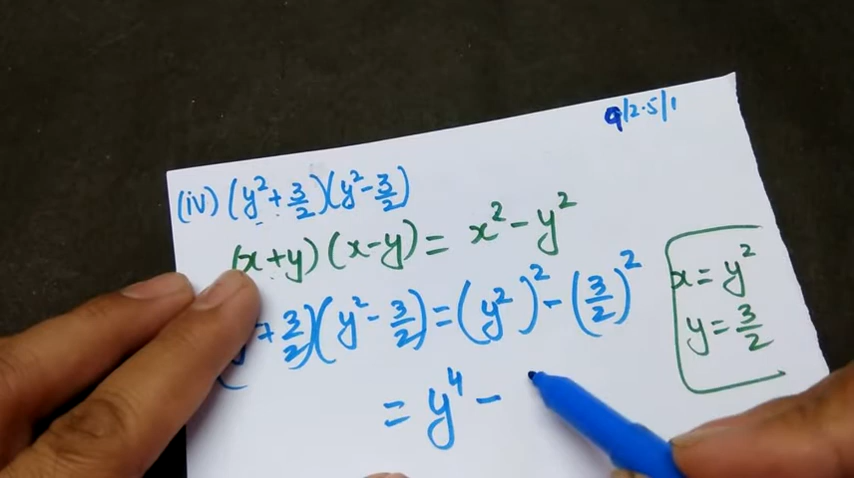 9/2.5/1
(iv) (y² + 3/2)(y² - 3/2)
(x+y)(x-y) = x² - y²
+ 3/2)(y² - 3/2) = (y²)² - (3/2)²
= y⁴ -
x = y²
y = 3/2